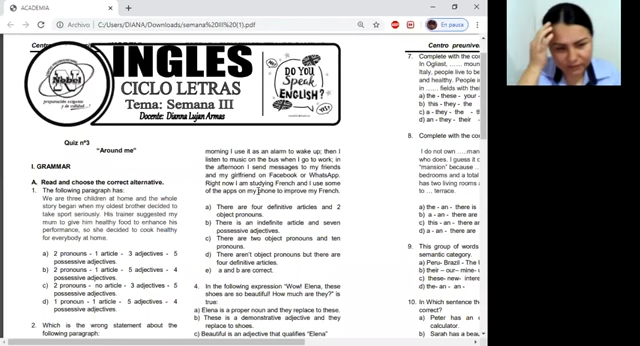 ACADEMIA
Archivo
C:/Users/DIANA/Downloads/semana%20III%20(1).pdf
En pausa
Centro
Nobel
preparación exigente
y de calidad...!
INGLES
CICLO LETRAS
Tema: Semana III
Docente: Dianna Lujan Armas
DO YOU
Speak
ENGLISH?
YES!
Quiz nº3
"Around me"
I. GRAMMAR
A. Read and choose the correct alternative.
1. The following paragraph has:
We are three children at home and the whole
story began when my oldest brother decided to
take sport seriously. His trainer suggested my
mum to give him healthy food to enhance his
performance, so she decided to cook healthy
for everybody at home.
a) 2 pronouns - 1 article - 3 adjectives - 5
possessive adjectives.
b) 2 pronouns - 1 article - 5 adjectives - 4
possessive adjectives.
c) 2 pronouns - no article - 3 adjectives - 5
possessive adjectives.
d) 1 pronoun - 1 article - 5 adjectives - 4
possessive adjectives.
2. Which is the wrong statement about the
following paragraph:
morning I use it as an alarm to wake up; then I
listen to music on the bus when I go to work; in
the afternoon I send messages to my friends
and my girlfriend on Facebook or WhatsApp.
Right now I am studying French and I use some
of the apps on my phone to improve my French.
a) There are four definitive articles and 2
object pronouns.
b) There is an indefinite article and seven
possessive adjectives.
c) There are two object pronouns and ten
pronouns.
d) There aren't object pronouns but there are
four definitive articles.
e) a and b are correct.
4. In the following expression "Wow! Elena, these
shoes are so beautiful! How much are they?" is
true:
a) Elena is a proper noun and they replace to these.
b) These is a demonstrative adjective and they
replace to shoes.
c) Beautiful is an adjective that qualifies "Elena"
Centro preunive
7. Complete with the
In Ogliast, ...... moun
Italy, people live to be
and healthy. People
in ...... fields with their
a) the - these - your -
b) this - they - the
c) a - they - the
d) an - they - their
8. Complete with the
I do not own ......
who does. I guess it
"mansion" because ...
bedrooms and a total
has two living rooms
to ... terrace.
a) the - an - there is
b) a - an - there are
c) the - an - there are
d) a - an - there are
9. This group of words
semantic category.
a) Peru- Brazil - The
b) their - our - mine-
c) these- new-
d) the- an - an-
10. In Which sentence
correct?
a) Peter has an
calculator.
b) Sarah has a